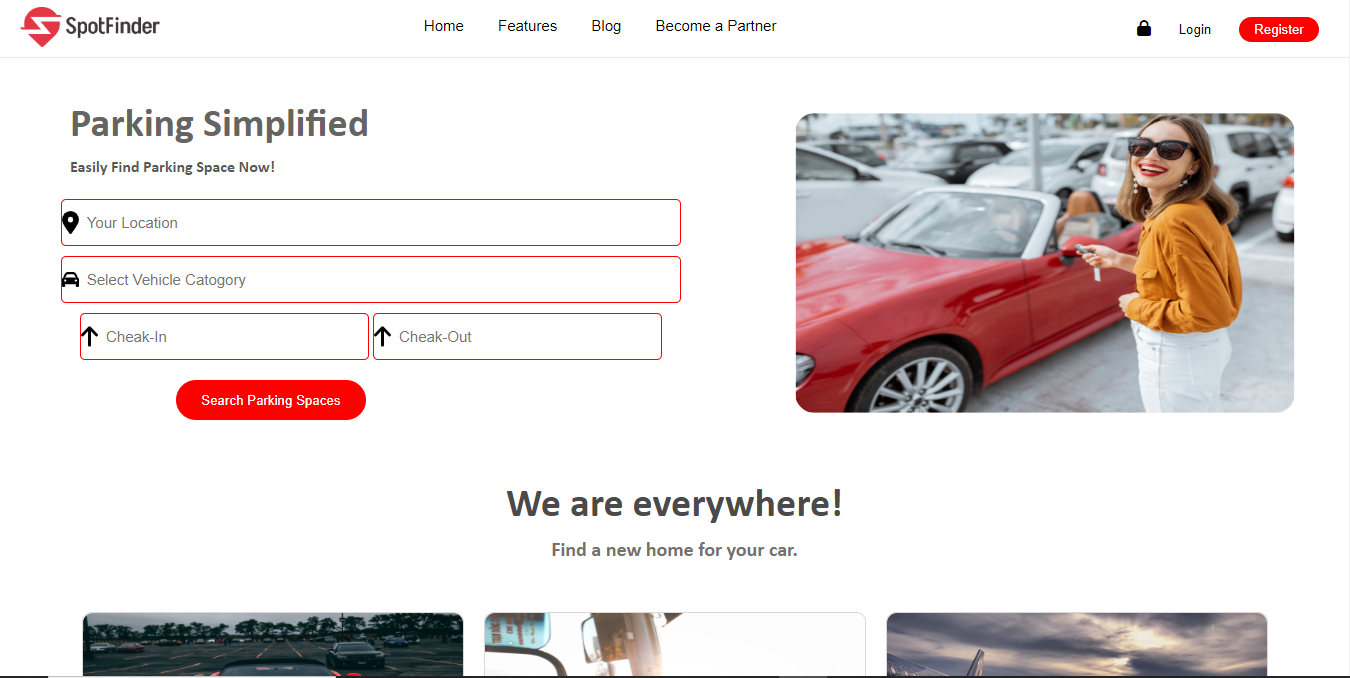 SpotFinder
Home Features Blog Become a Partner
Login Register
Parking Simplified
Easily Find Parking Space Now!
Your Location
Select Vehicle Catogory
Cheak-In Cheak-Out
Search Parking Spaces
We are everywhere!
Find a new home for your car.